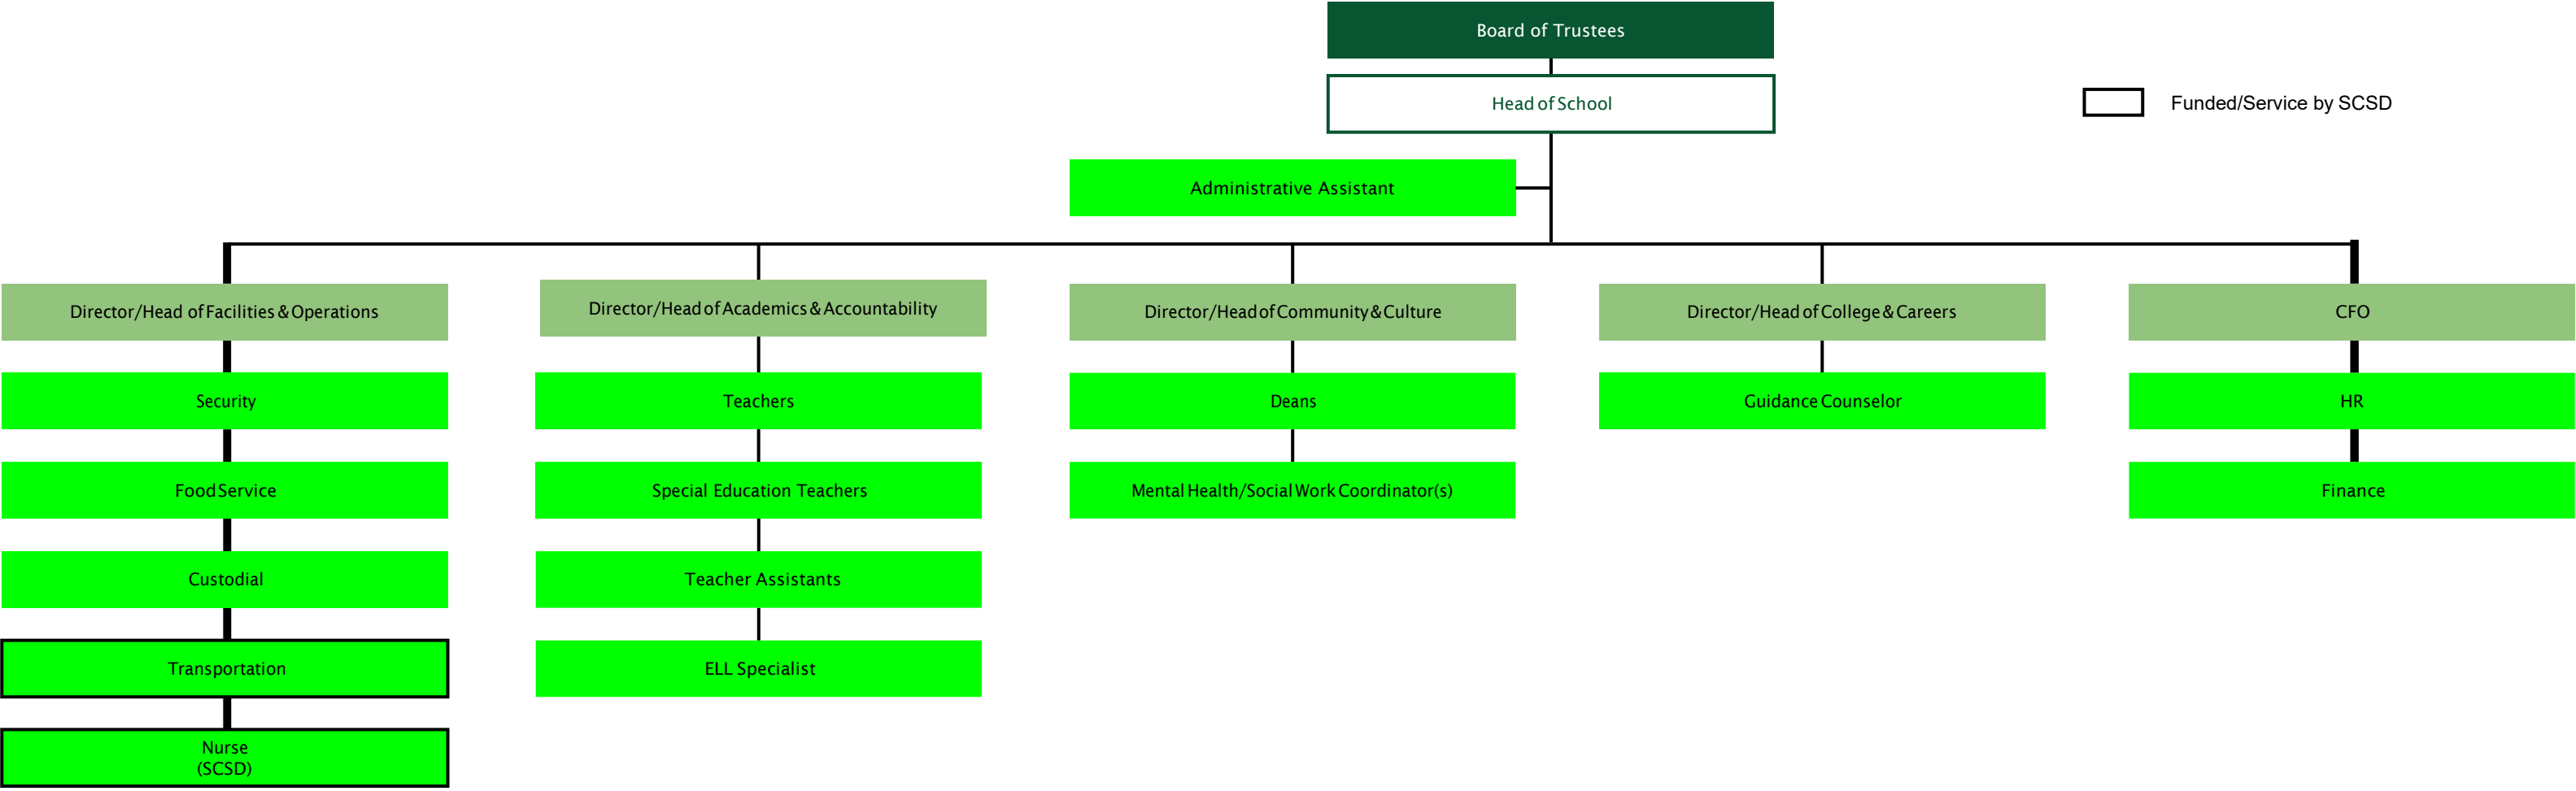 Board of Trustees
Head of School
Funded/Service by SCSD
Administrative Assistant
Director/Head of Facilities & Operations
Director/Head of Academics & Accountability
Director/Head of Community & Culture
Director/Head of College & Careers
CFO
Security
Teachers
Deans
Guidance Counselor
HR
Food Service
Special Education Teachers
Mental Health/Social Work Coordinator(s)
Finance
Custodial
Teacher Assistants
Transportation
ELL Specialist
Nurse
(SCSD)